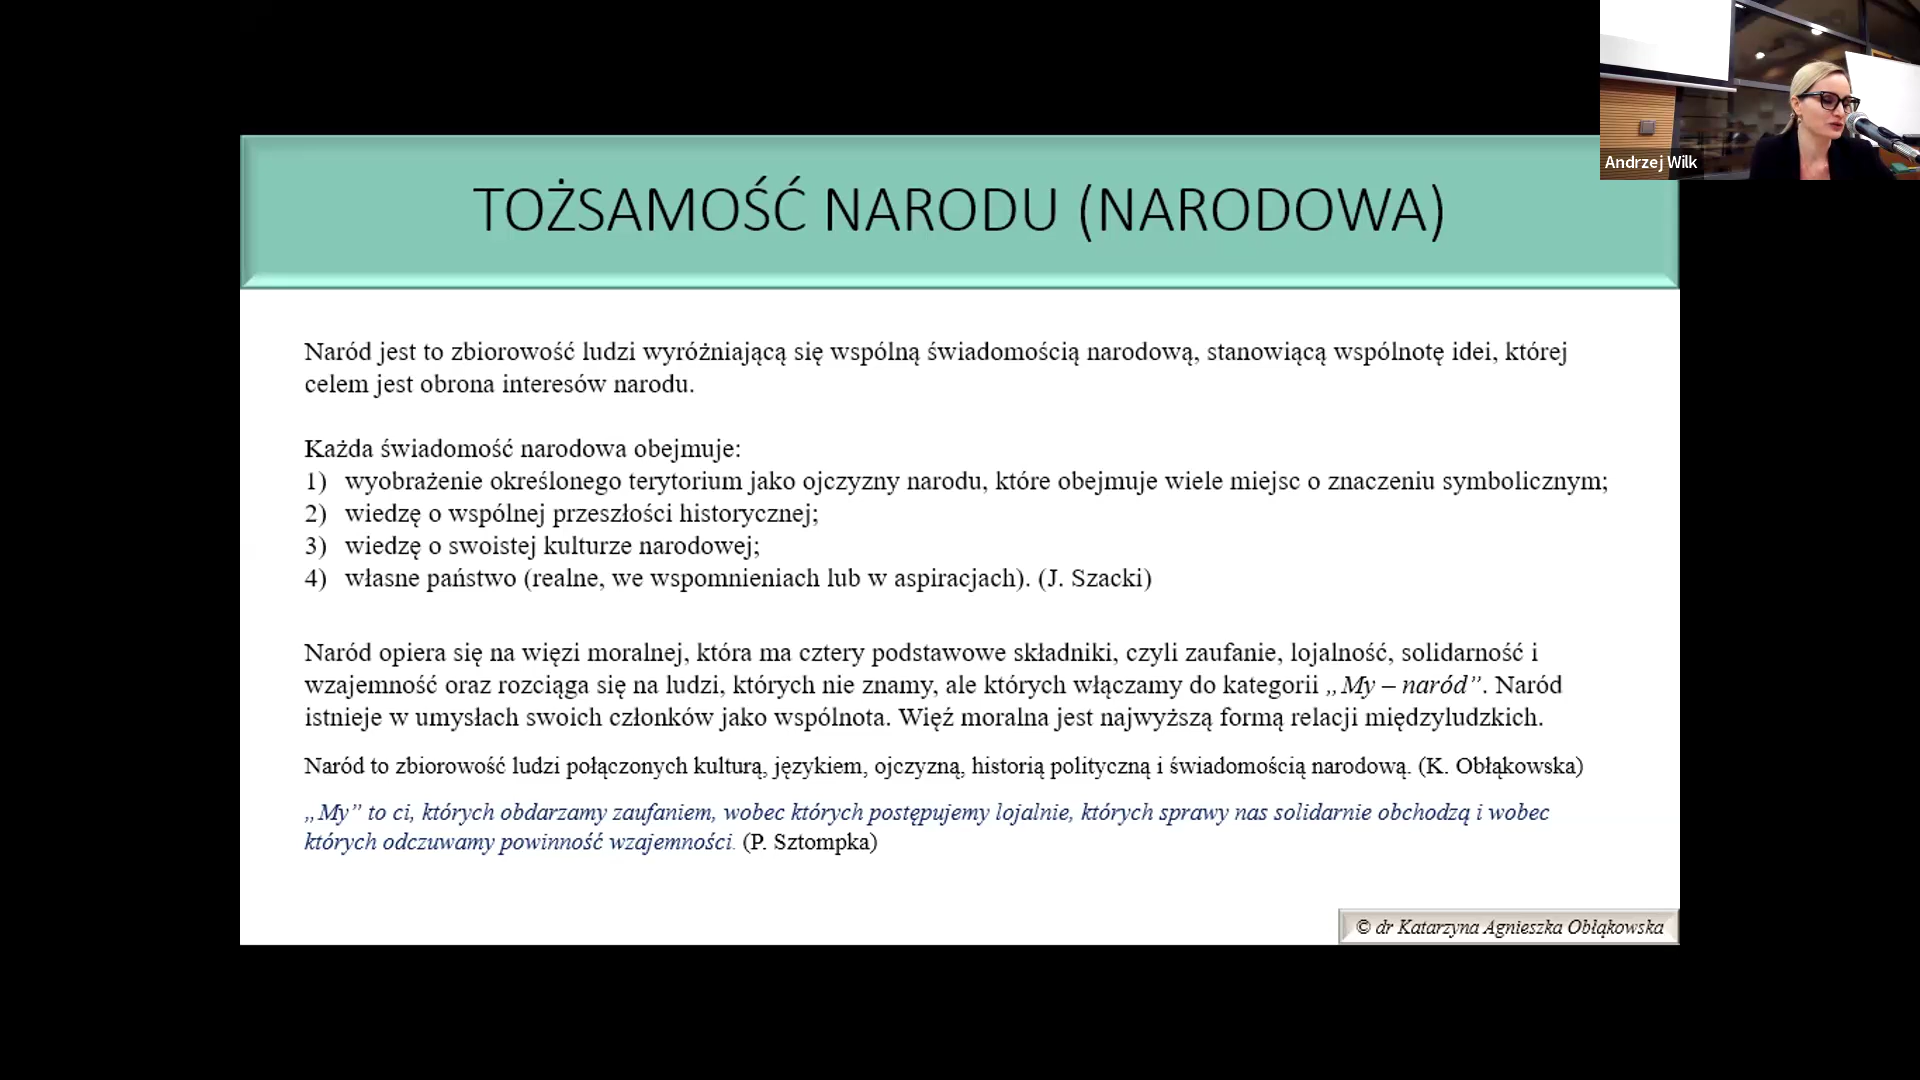 Andrzej Wilk
TOŻSAMOŚĆ NARODU (NARODOWA)
Naród jest to zbiorowość ludzi wyróżniającą się wspólną świadomością narodową, stanowiącą wspólnotę idei, której
celem jest obrona interesów narodu.
Każda świadomość narodowa obejmuje:
1) wyobrażenie określonego terytorium jako ojczyzny narodu, które obejmuje wiele miejsc o znaczeniu symbolicznym;
2) wiedzę o wspólnej przeszłości historycznej;
3) wiedzę o swoistej kulturze narodowej;
4) własne państwo (realne, we wspomnieniach lub w aspiracjach). (J. Szacki)
Naród opiera się na więzi moralnej, która ma cztery podstawowe składniki, czyli zaufanie, lojalność, solidarność i
wzajemność oraz rozciąga się na ludzi, których nie znamy, ale których włączamy do kategorii „My – naród”. Naród
istnieje w umysłach swoich członków jako wspólnota. Więź moralna jest najwyższą formą relacji międzyludzkich.
Naród to zbiorowość ludzi połączonych kulturą, językiem, ojczyzną, historią polityczną i świadomością narodową. (K. Obłąkowska)
„My” to ci, których obdarzamy zaufaniem, wobec których postępujemy lojalnie, których sprawy nas solidarnie obchodzą i wobec
których odczuwamy powinność wzajemności. (P. Sztompka)
© dr Katarzyna Agnieszka Obłąkowska